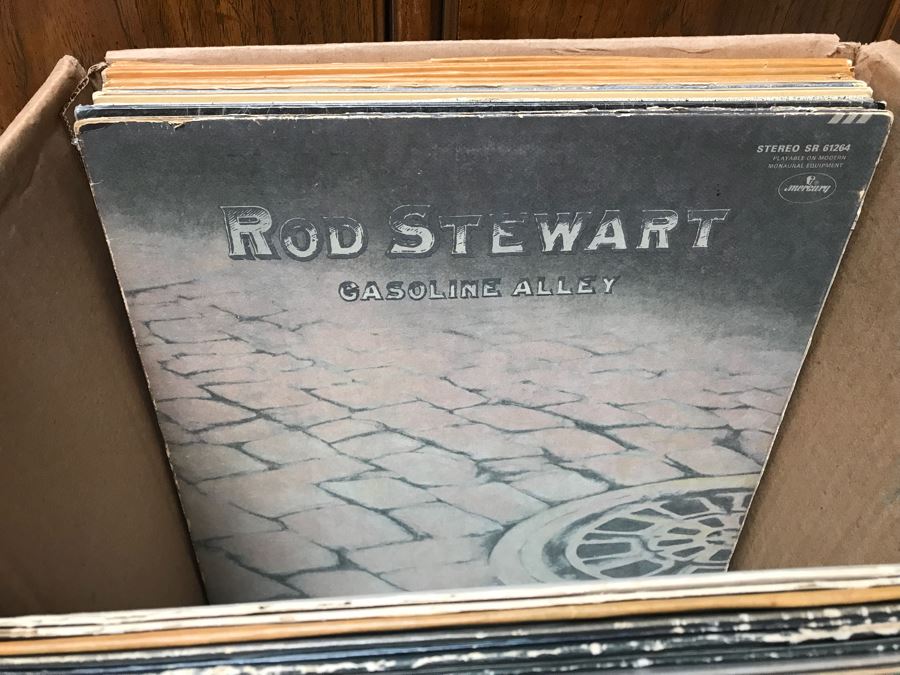 STEREO SR 61264
PLAYABLE ON MODERN
MONAURAL EQUIPMENT
mercury
ROD STEWART
GASOLINE ALLEY